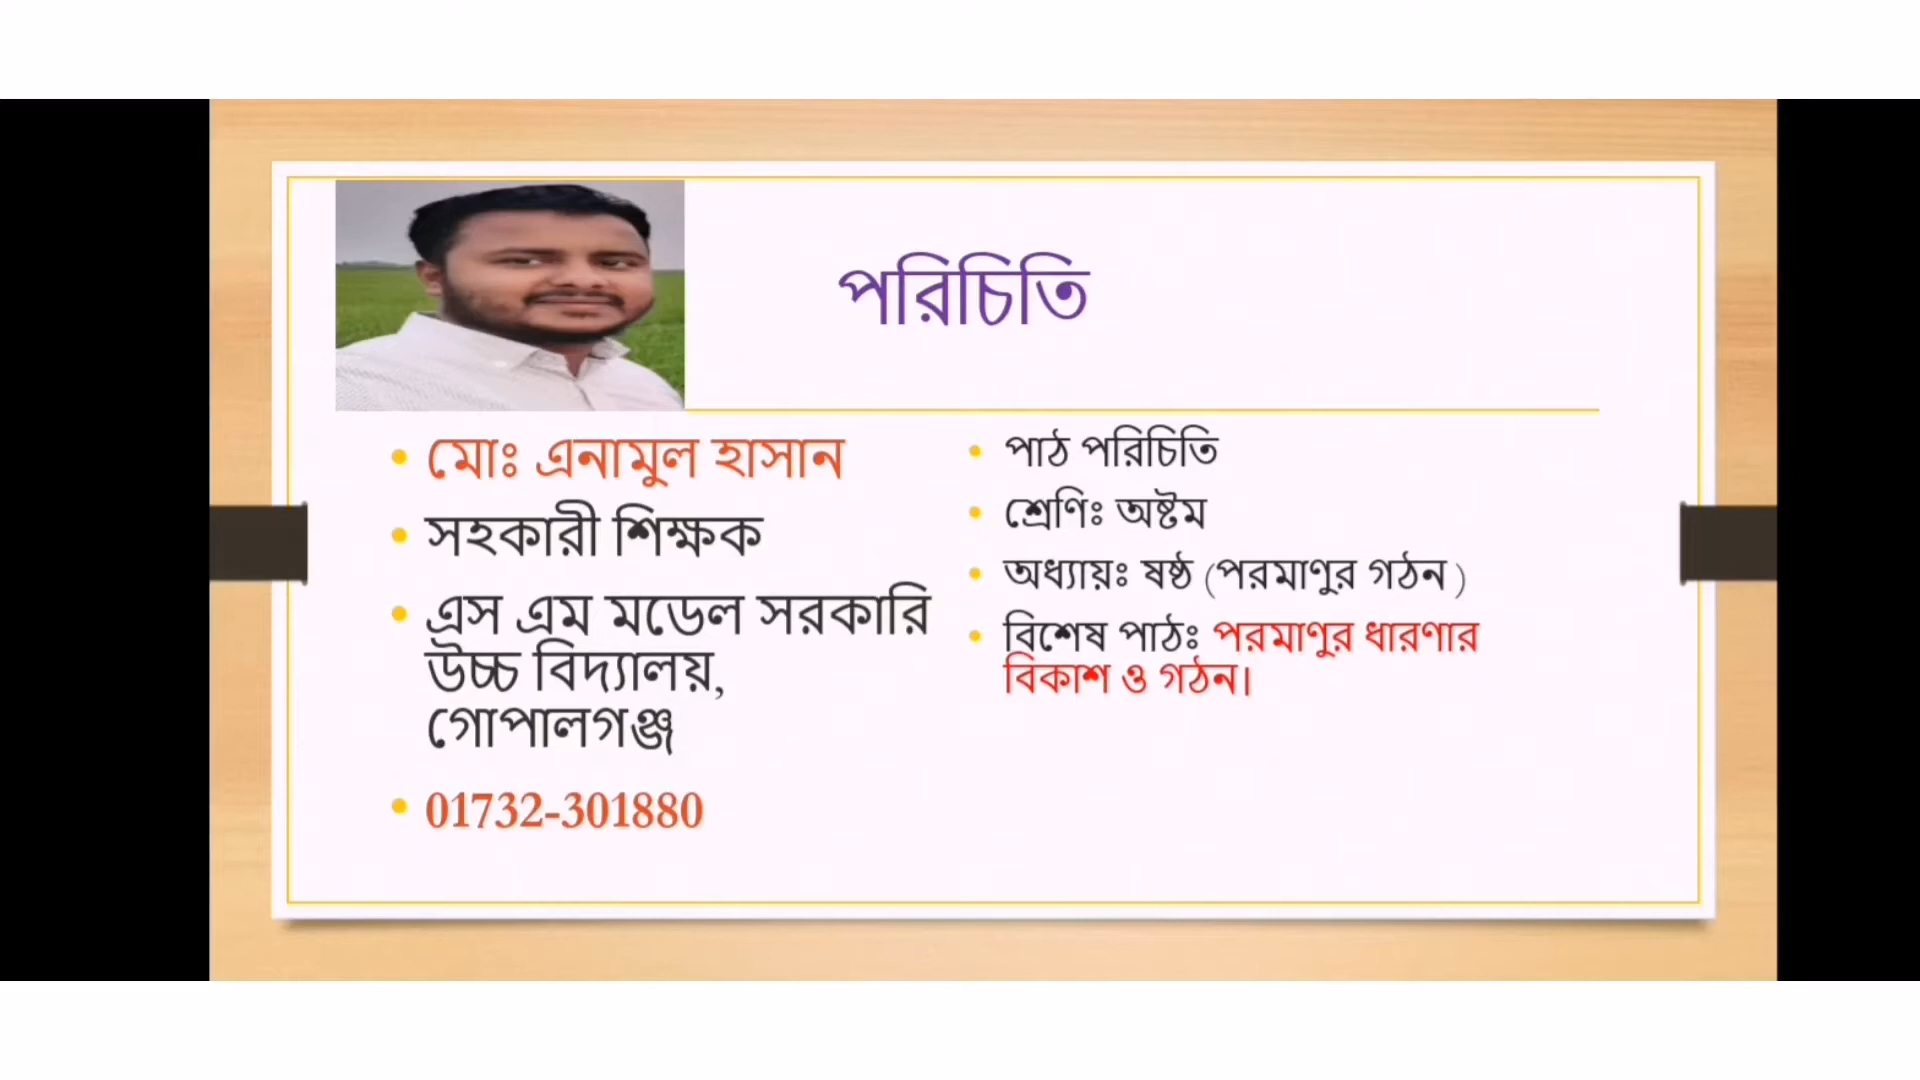 পরিচিতি
মোঃ এনামুল হাসান
সহকারী শিক্ষক
এস এম মডেল সরকারি
উচ্চ বিদ্যালয়,
গোপালগঞ্জ
01732-301880
পাঠ পরিচিতি
শ্রেণিঃ অষ্টম
অধ্যায়ঃ ষষ্ঠ (পরমাণুর গঠন )
বিশেষ পাঠঃ পরমাণুর ধারণার
বিকাশ ও গঠন।